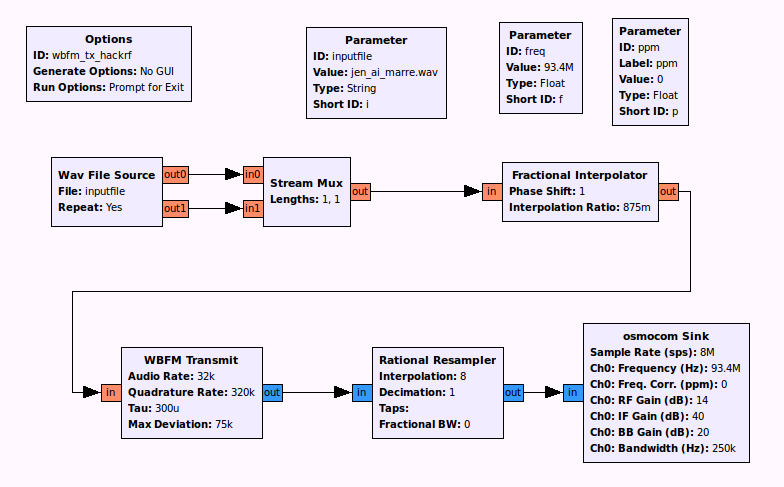 Options
ID: wbfm_tx_hackrf
Generate Options: No GUI
Run Options: Prompt for Exit
Parameter
ID: inputfile
Value: jen_ai_marre.wav
Type: String
Short ID: i
Parameter
ID: freq
Value: 93.4M
Type: Float
Short ID: f
Parameter
ID: ppm
Label: ppm
Value: 0
Type: Float
Short ID: p
Wav File Source
File: inputfile
Repeat: Yes
out0
out1
in0
in1
Stream Mux
Lengths: 1, 1
out
in
Fractional Interpolator
Phase Shift: 1
Interpolation Ratio: 875m
out
in
WBFM Transmit
Audio Rate: 32k
Quadrature Rate: 320k
Tau: 300u
Max Deviation: 75k
out
in
Rational Resampler
Interpolation: 8
Decimation: 1
Taps:
Fractional BW: 0
out
in
osmocom Sink
Sample Rate (sps): 8M
Ch0: Frequency (Hz): 93.4M
Ch0: Freq. Corr. (ppm): 0
Ch0: RF Gain (dB): 14
Ch0: IF Gain (dB): 40
Ch0: BB Gain (dB): 20
Ch0: Bandwidth (Hz): 250k